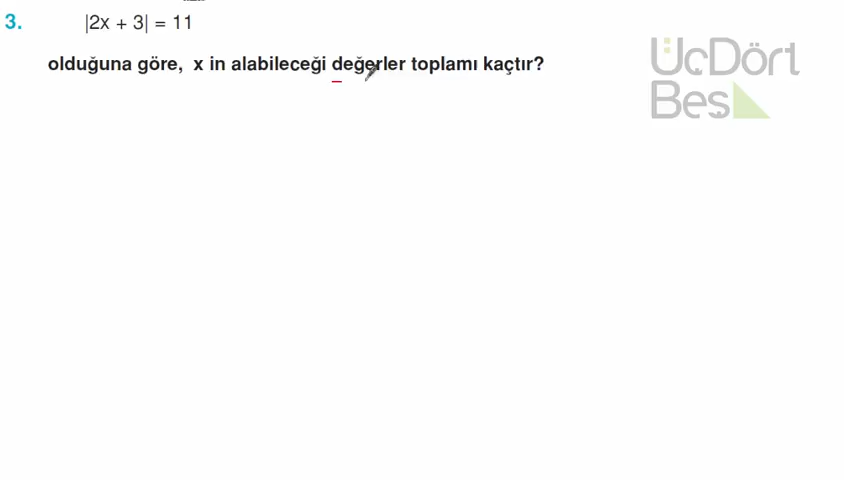 3. |2x + 3| = 11
olduğuna göre, x in alabileceği değerler toplamı kaçtır?
ÜçDört
Beş